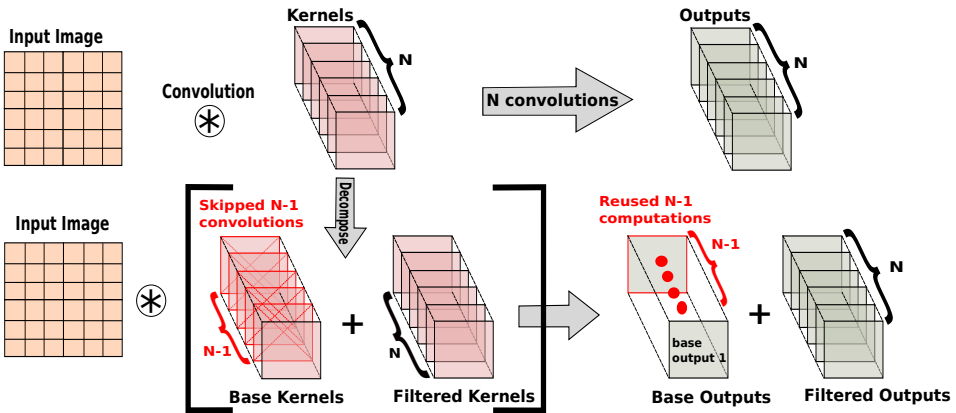 Kernels
Outputs
Input Image
N
N
Convolution
N convolutions
Decompose
Skipped N-1
convolutions
Reused N-1
computations
Input Image
N-1
N
N-1
N
+
+
base
output 1
Base Kernels
Filtered Kernels
Base Outputs
Filtered Outputs